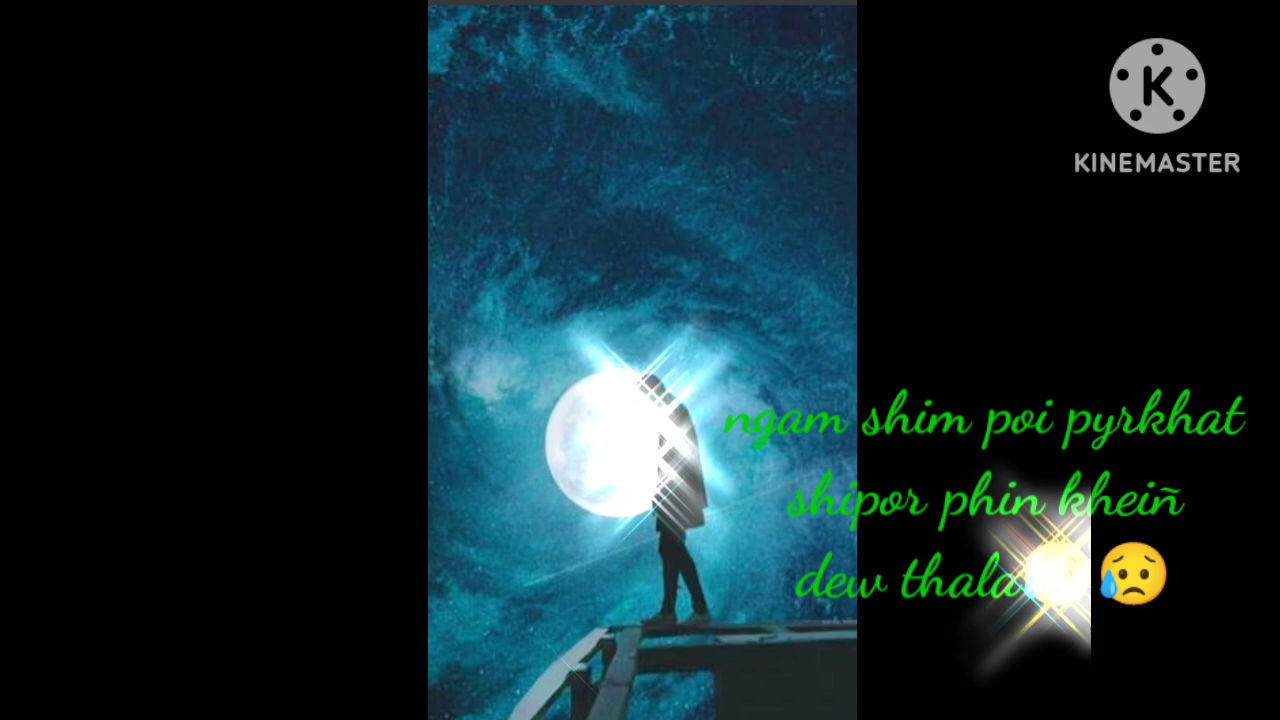 KINEMASTER
ngam shim poi pyrkhat
shipor phin kheiñ
dew thala 😥